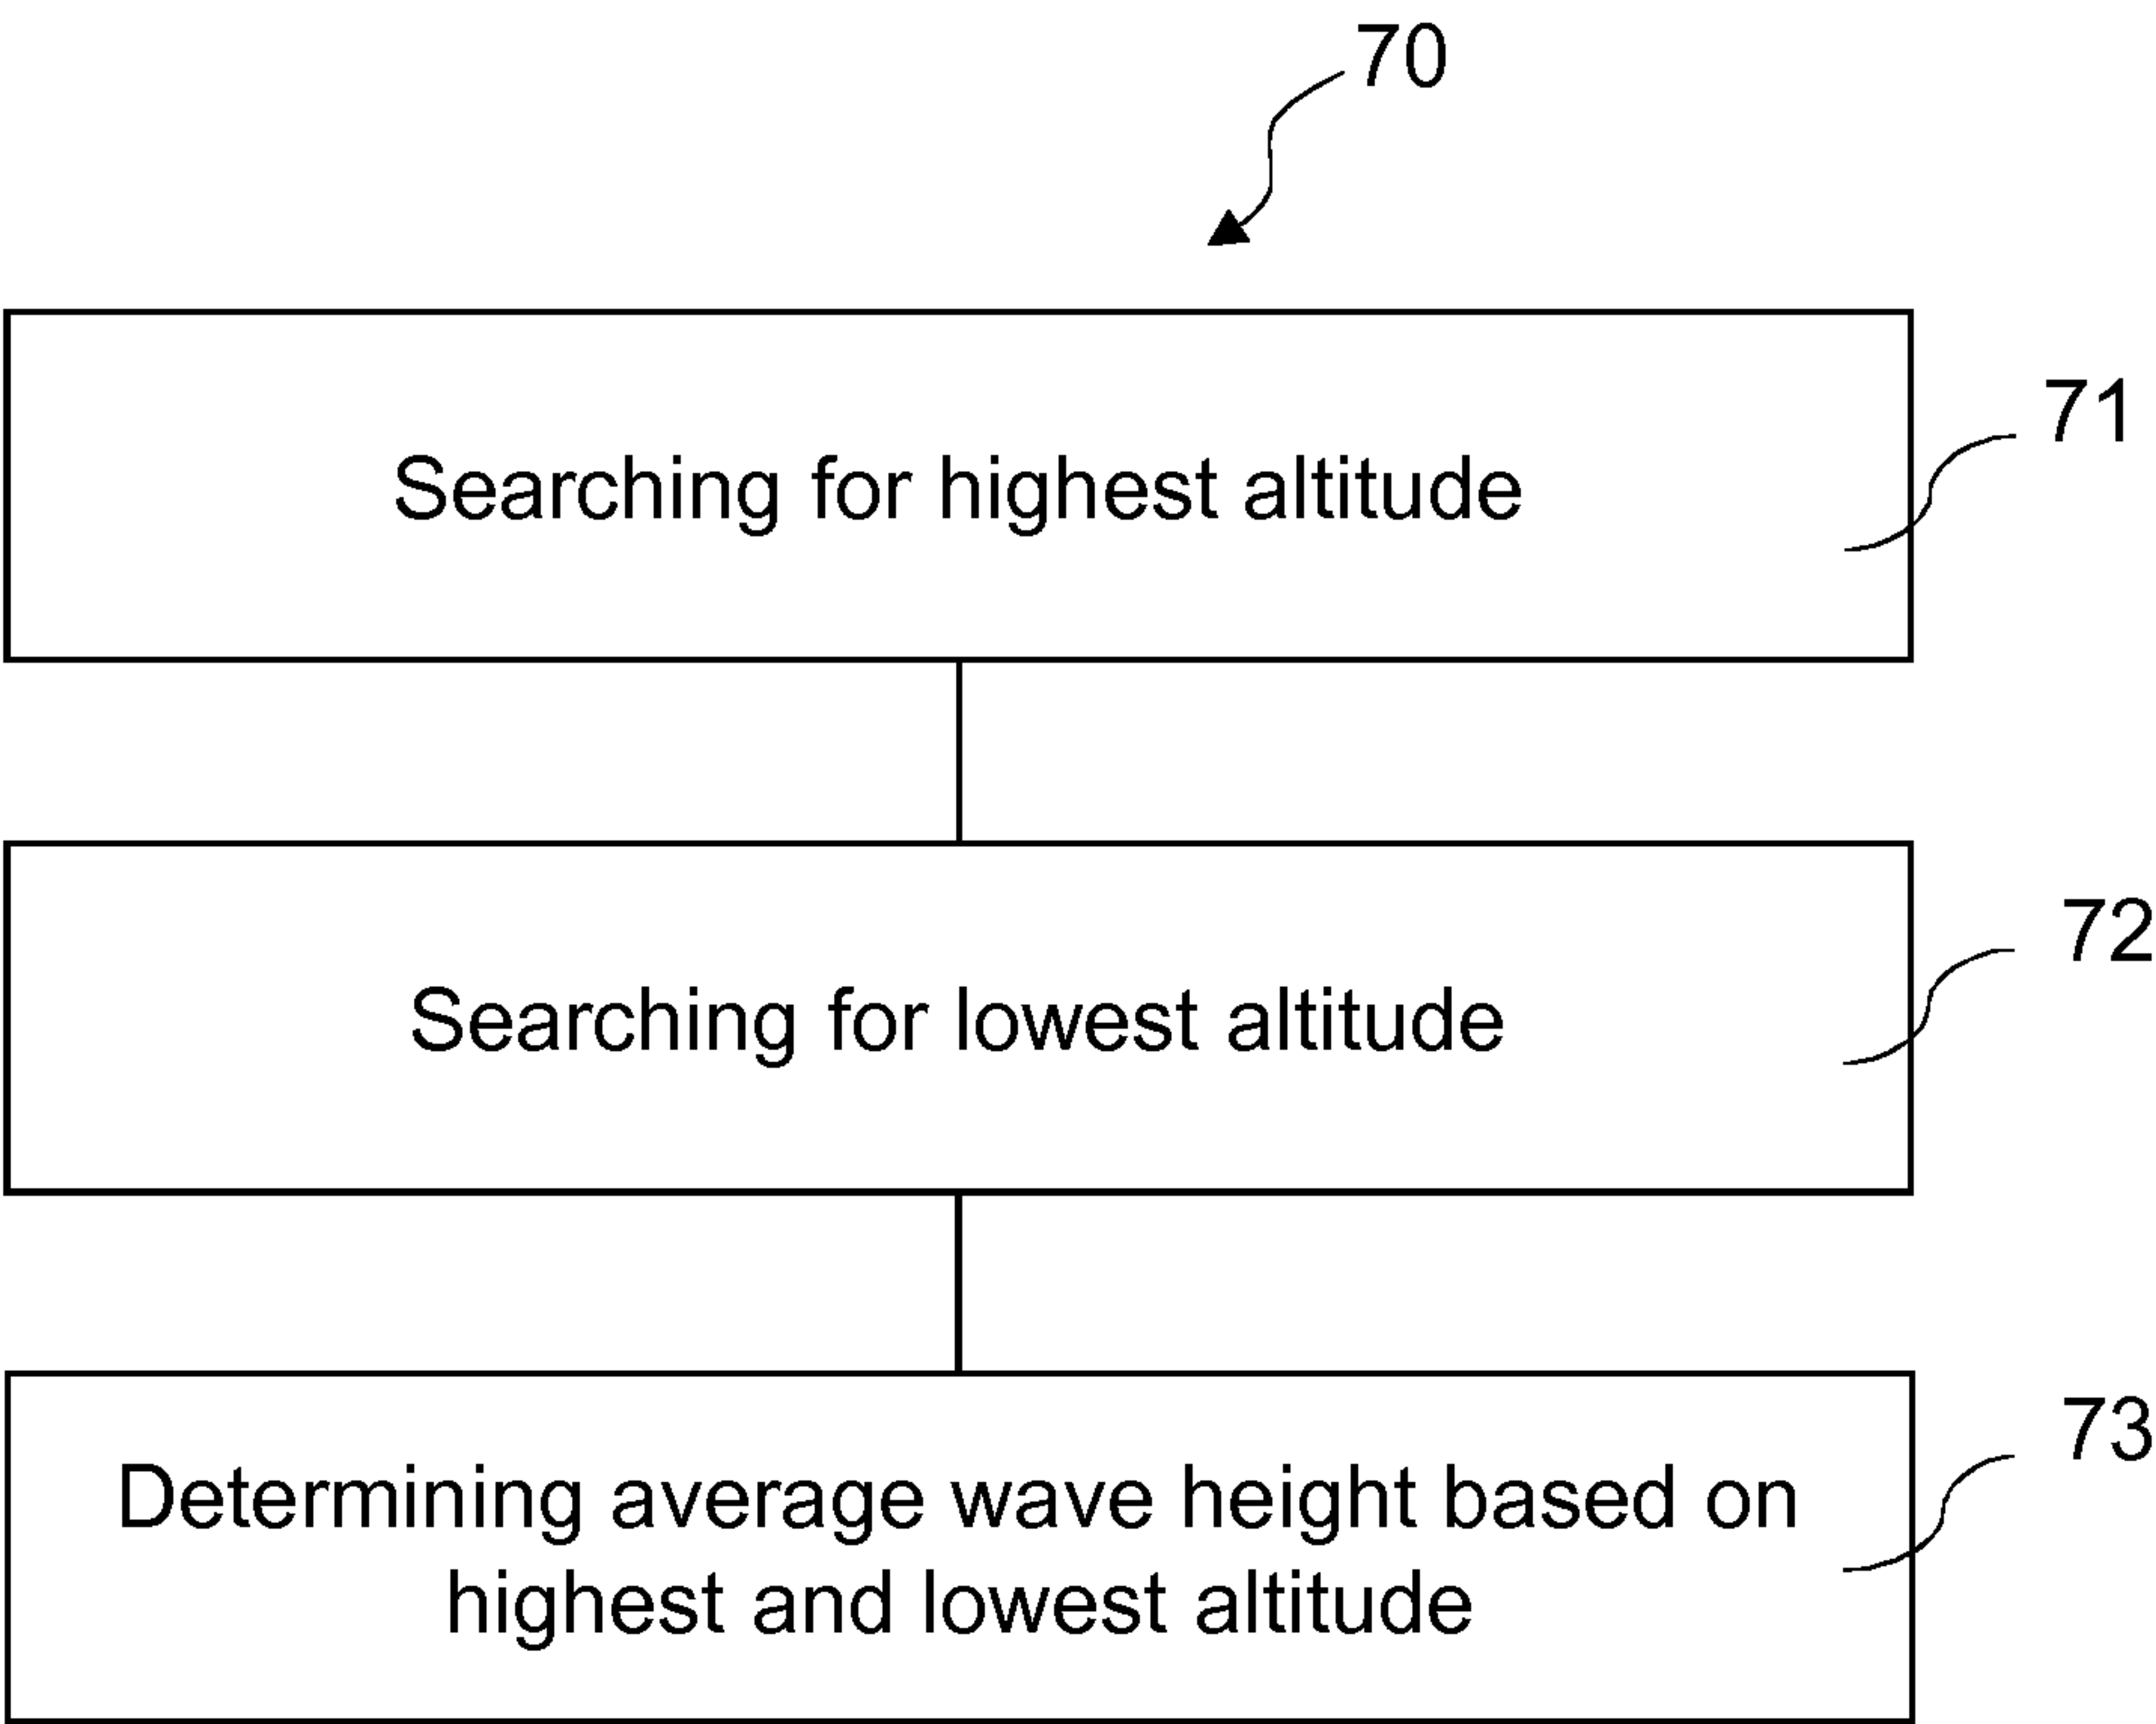 70
71
Searching for highest altitude
72
Searching for lowest altitude
73
Determining average wave height based on
highest and lowest altitude